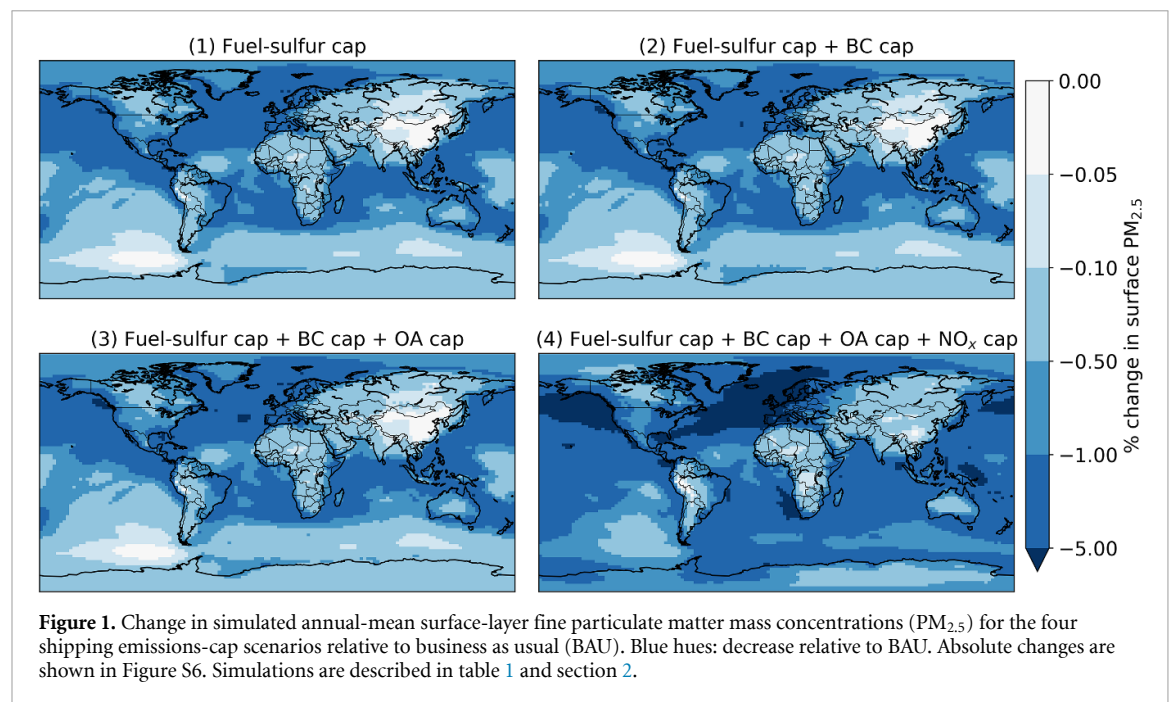 (1) Fuel-sulfur cap
(2) Fuel-sulfur cap + BC cap
(3) Fuel-sulfur cap + BC cap + OA cap
(4) Fuel-sulfur cap + BC cap + OA cap + NOₓ cap
0.00
−0.05
−0.10
−0.50
−1.00
−5.00
% change in surface PM₂.₅
Figure 1. Change in simulated annual-mean surface-layer fine particulate matter mass concentrations (PM₂.₅) for the four
shipping emissions-cap scenarios relative to business as usual (BAU). Blue hues: decrease relative to BAU. Absolute changes are
shown in Figure S6. Simulations are described in table 1 and section 2.